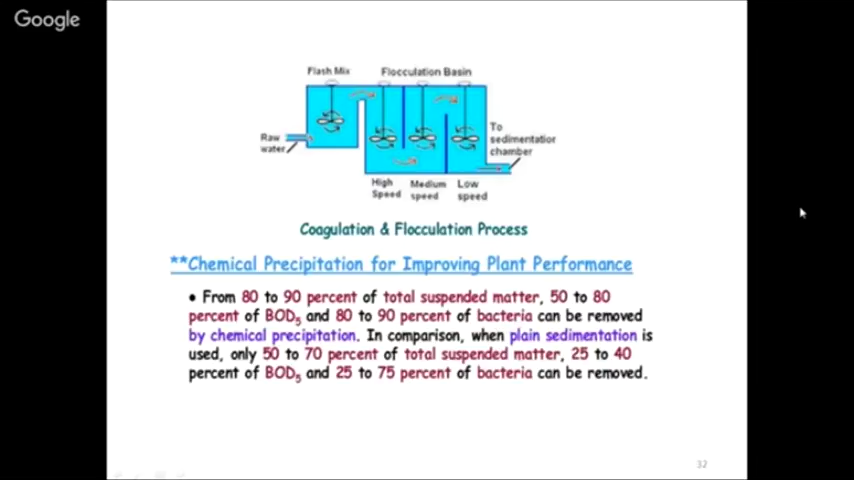 Google
Flash Mix
Flocculation Basin
Raw
water
To
sedimentation
chamber
High
Speed
Medium
speed
Low
speed
Coagulation & Flocculation Process
**Chemical Precipitation for Improving Plant Performance
• From 80 to 90 percent of total suspended matter, 50 to 80
percent of BOD5 and 80 to 90 percent of bacteria can be removed
by chemical precipitation. In comparison, when plain sedimentation is
used, only 50 to 70 percent of total suspended matter, 25 to 40
percent of BOD5 and 25 to 75 percent of bacteria can be removed.
32